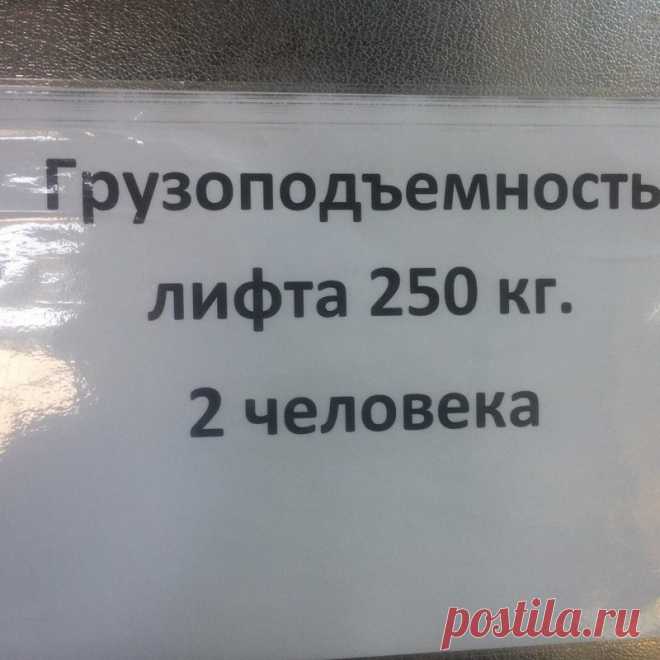 Грузоподъемность
лифта 250 кг.
2 человека
postila.ru